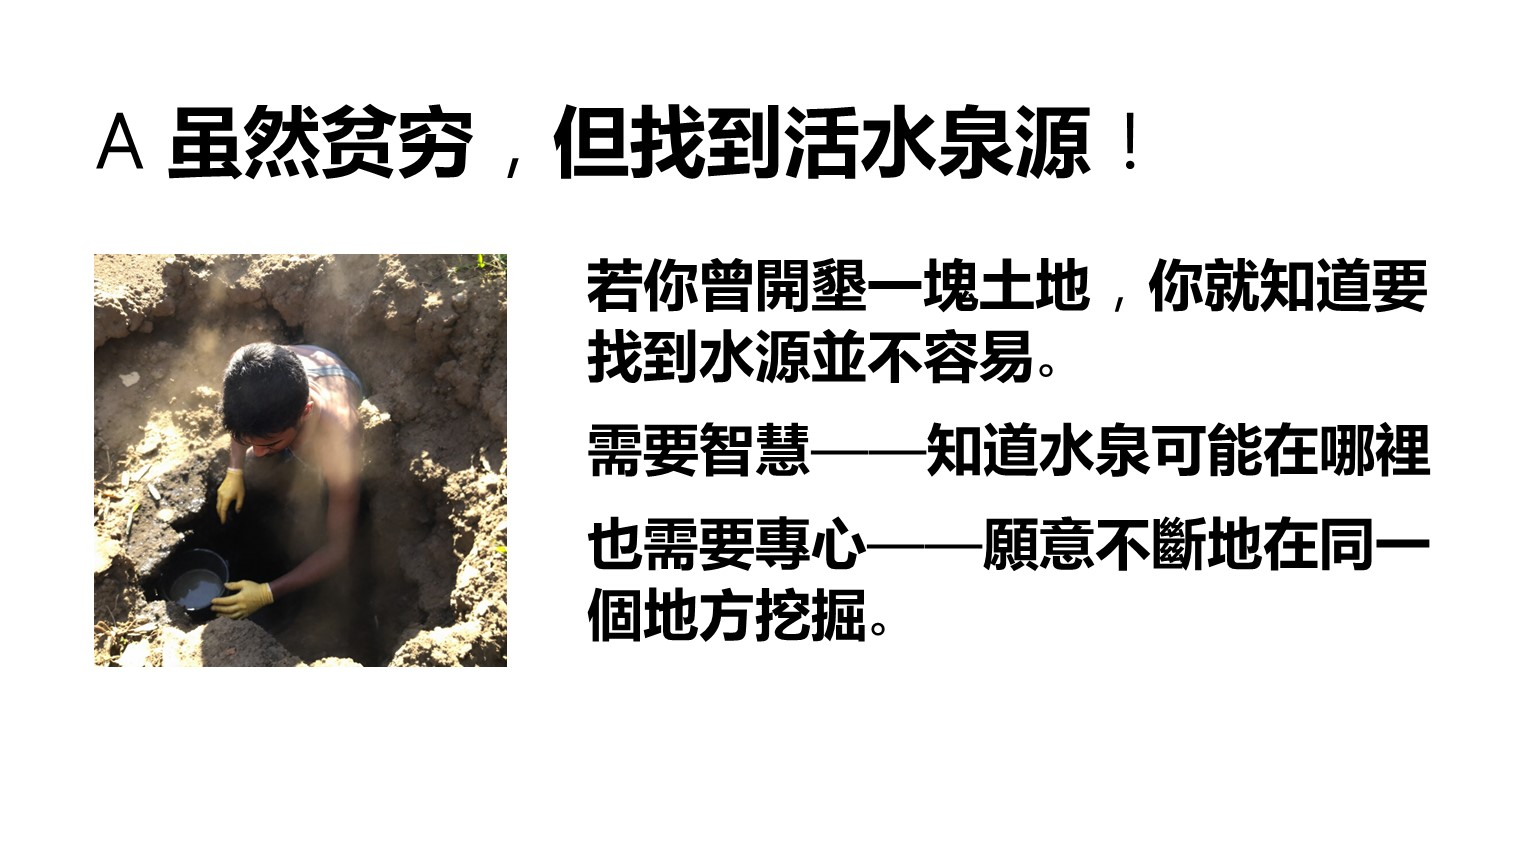 A 虽然贫穷，但找到活水泉源！
若你曾開墾一塊土地，你就知道要
找到水源並不容易。
需要智慧——知道水泉可能在哪裡
也需要專心——願意不斷地在同一
個地方挖掘。